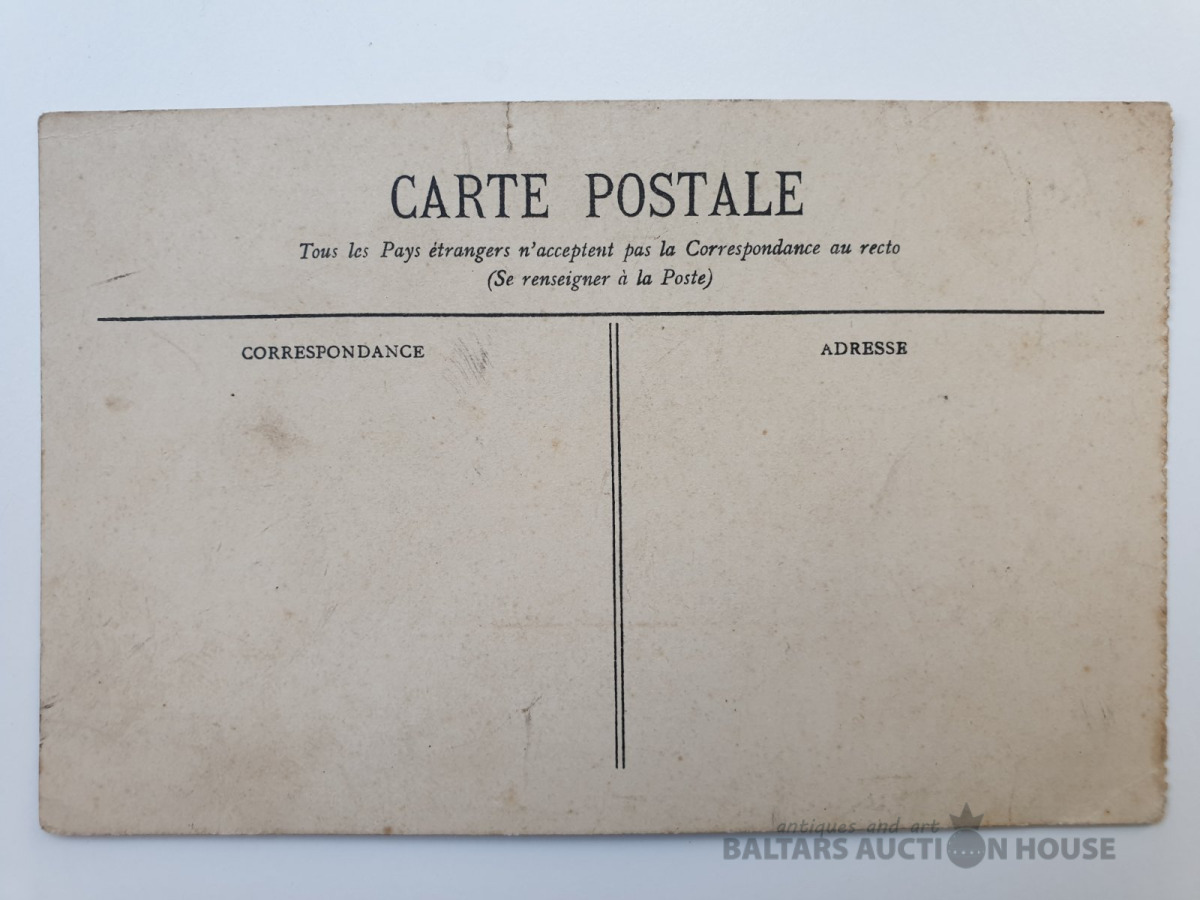 CARTE POSTALE
Tous les Pays étrangers n'acceptent pas la Correspondance au recto
(Se renseigner à la Poste)
CORRESPONDANCE
ADRESSE
antiques and art
BALTARS AUCTION HOUSE